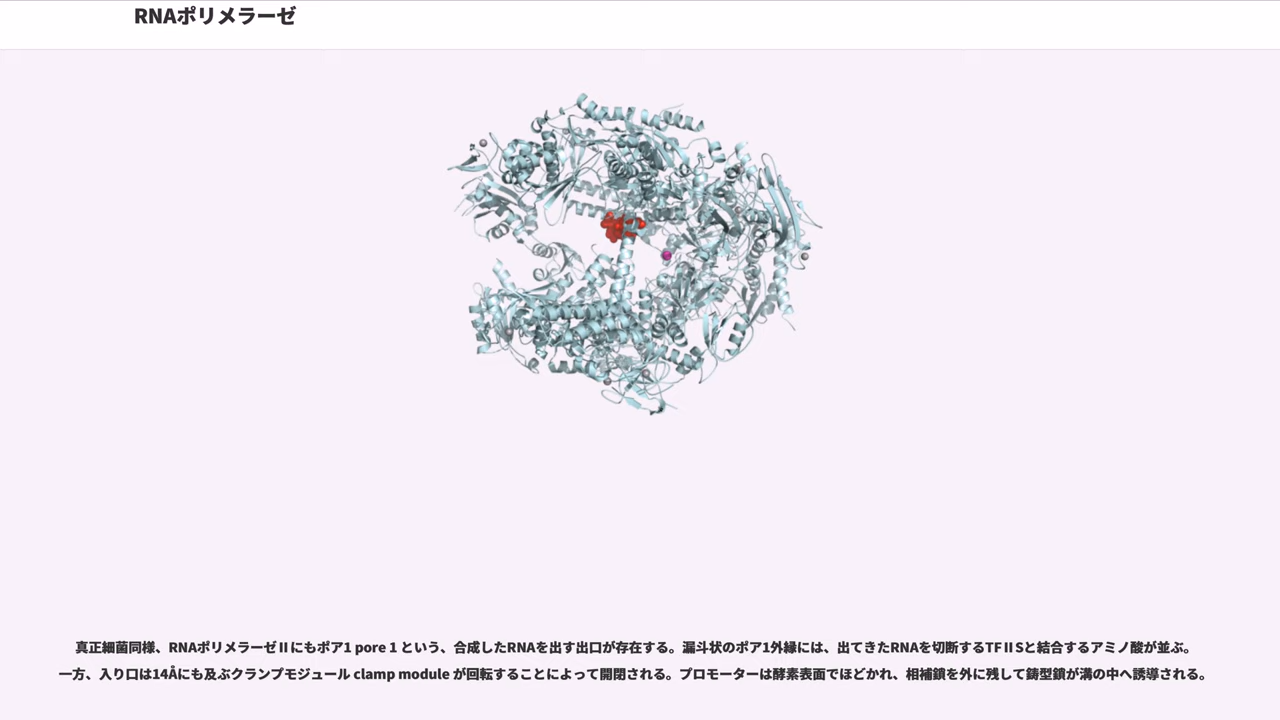 RNAポリメラーゼ
真正細菌同様、RNAポリメラーゼⅡにもポア1 pore 1 という、合成したRNAを出す出口が存在する。漏斗状のポア1外縁には、出てきたRNAを切断するTFⅡSと結合するアミノ酸が並ぶ。
一方、入り口は14Åにも及ぶクランプモジュール clamp module が回転することによって開閉される。プロモーターは酵素表面でほどかれ、相補鎖を外に残して鋳型鎖が溝の中へ誘導される。